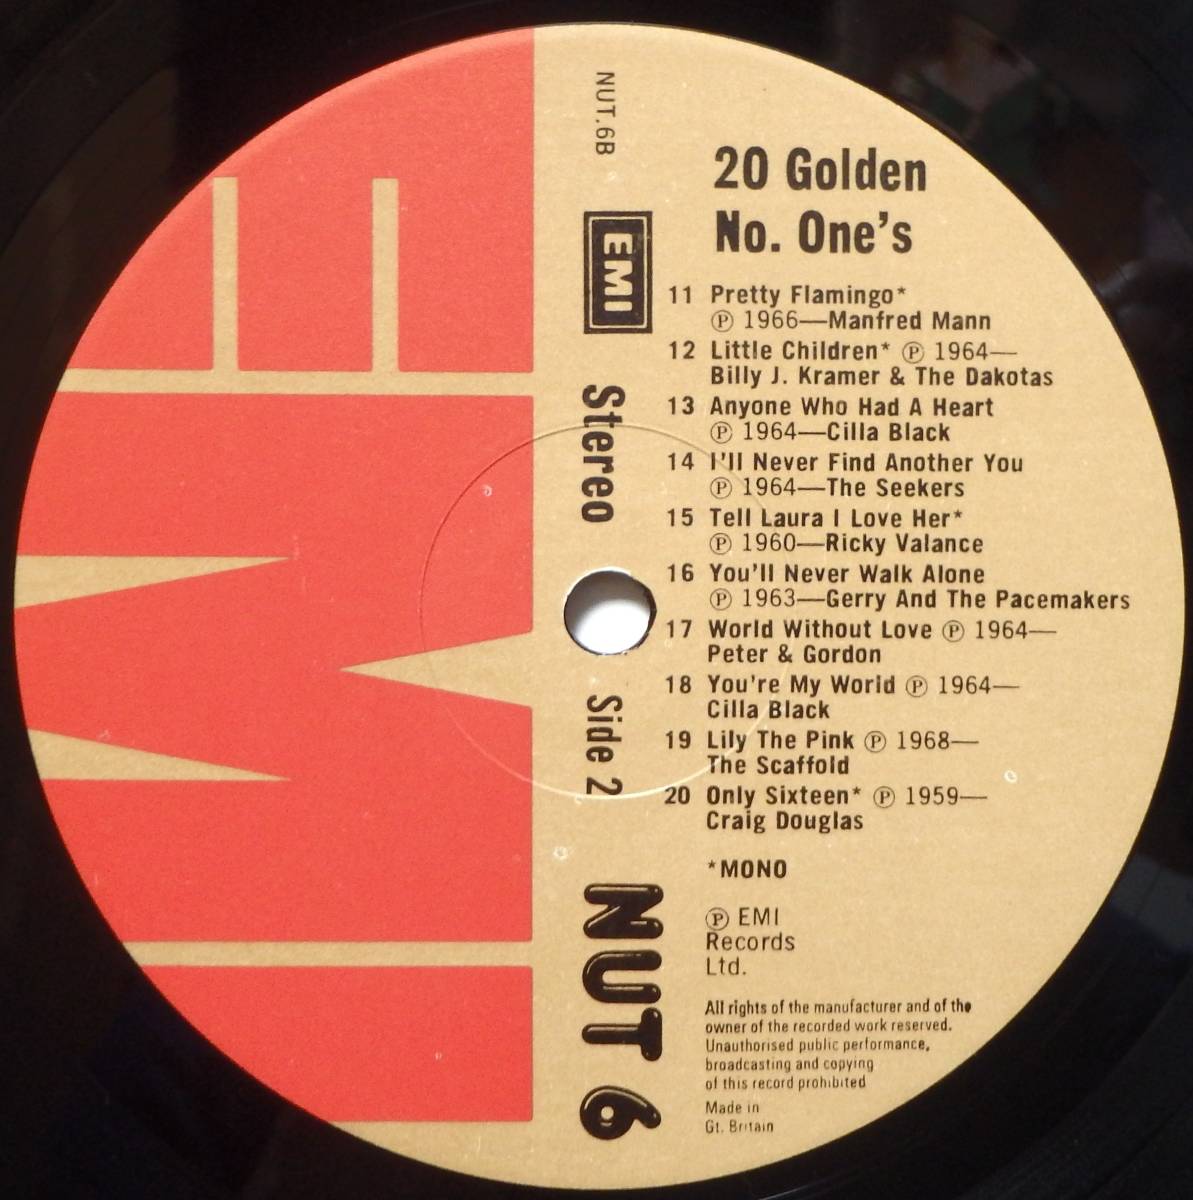 NUT.6B
EMI
Stereo
Side 2
NUT 6
20 Golden
No. One's
11 Pretty Flamingo*
Ⓟ 1966—Manfred Mann
12 Little Children* Ⓟ 1964—
Billy J. Kramer & The Dakotas
13 Anyone Who Had A Heart
Ⓟ 1964—Cilla Black
14 I'll Never Find Another You
Ⓟ 1964—The Seekers
15 Tell Laura I Love Her*
Ⓟ 1960—Ricky Valance
16 You'll Never Walk Alone
Ⓟ 1963—Gerry And The Pacemakers
17 World Without Love Ⓟ 1964—
Peter & Gordon
18 You're My World Ⓟ 1964—
Cilla Black
19 Lily The Pink Ⓟ 1968—
The Scaffold
20 Only Sixteen* Ⓟ 1959—
Craig Douglas
*MONO
Ⓟ EMI
Records
Ltd.
All rights of the manufacturer and of the
owner of the recorded work reserved.
Unauthorised public performance,
broadcasting and copying
of this record prohibited
Made in
Gt. Britain